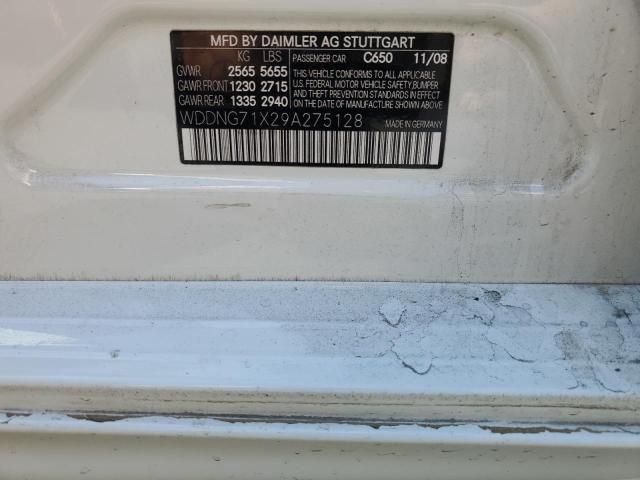 MFD BY DAIMLER AG STUTTGART
KG LBS PASSENGER CAR C650 11/08
GVWR 2565 5655 THIS VEHICLE CONFORMS TO ALL APPLICABLE
GAWR FRONT 1230 2715 U.S FEDERAL MOTOR VEHICLE SAFETY, BUMPER
GAWR REAR 1335 2940 AND THEFT PREVENTION STANDARDS IN EFFECT ON THE DATE OF MANUFACTURE SHOWN ABOVE.
WDDNG71X29A275128 MADE IN GERMANY